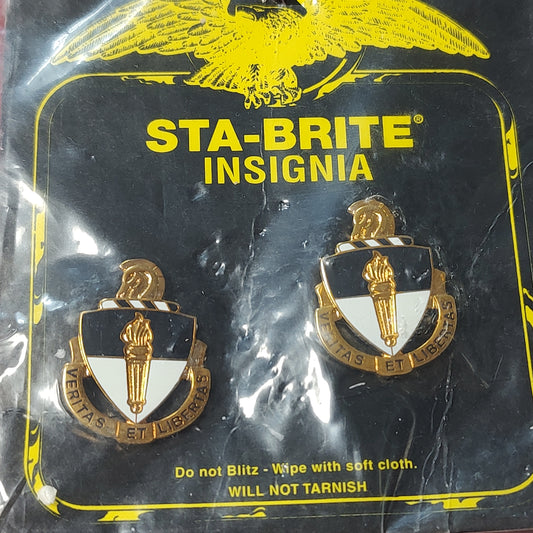 STA-BRITE®
INSIGNIA
VERITAS ET LIBERTAS
VERITAS ET LIBERTAS
Do not Blitz - Wipe with soft cloth.
WILL NOT TARNISH